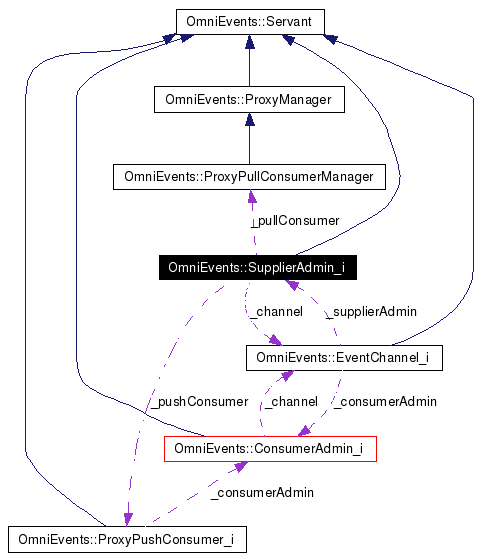 OmniEvents::Servant
OmniEvents::ProxyManager
OmniEvents::ProxyPullConsumerManager
_pullConsumer
OmniEvents::SupplierAdmin_i
_channel
_supplierAdmin
OmniEvents::EventChannel_i
_pushConsumer
_channel
_consumerAdmin
OmniEvents::ConsumerAdmin_i
_consumerAdmin
OmniEvents::ProxyPushConsumer_i